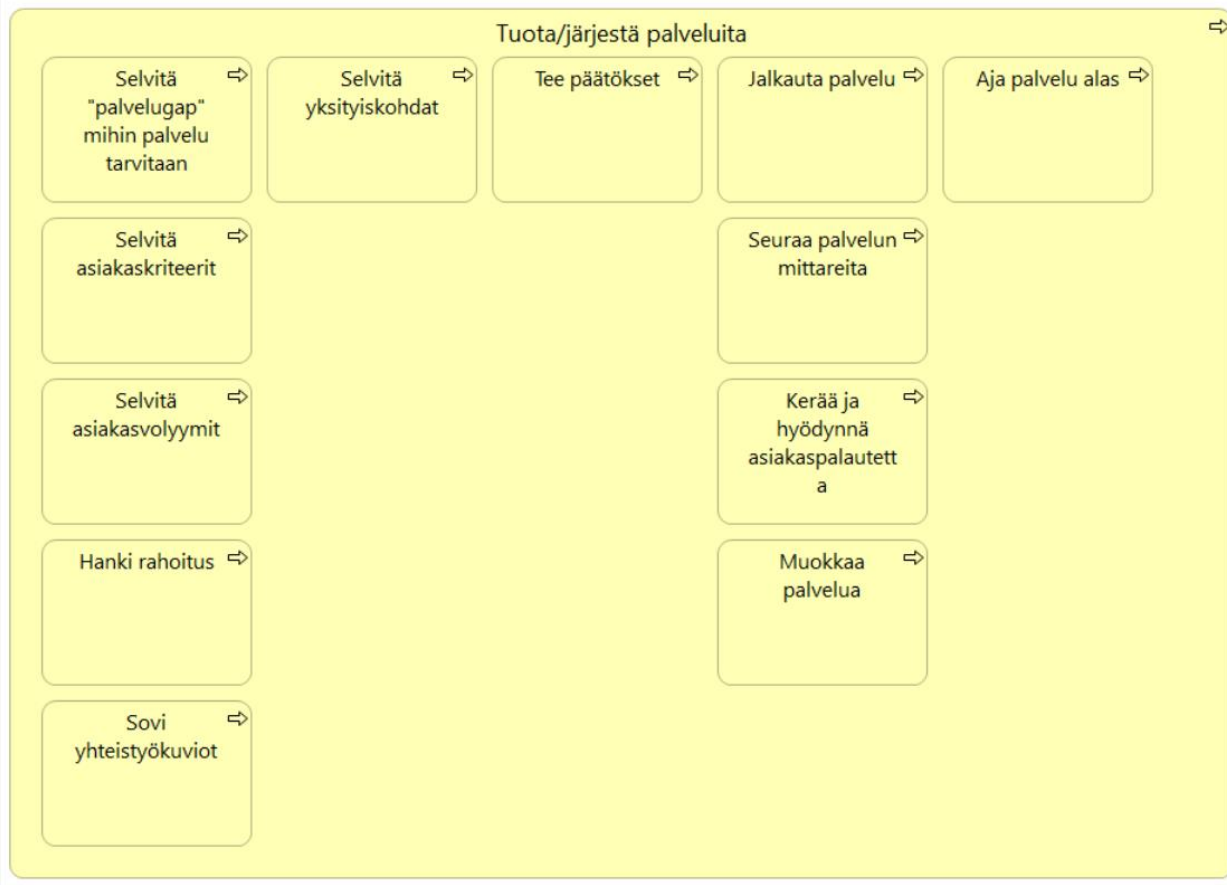 Tuota/järjestä palveluita
Selvitä
"palvelugap"
mihin palvelu
tarvitaan
Selvitä
yksityiskohdat
Tee päätökset
Jalkauta palvelu
Aja palvelu alas
Selvitä
asiakaskriteerit
Seuraa palvelun
mittareita
Selvitä
asiakasvolyymit
Kerää ja
hyödynnä
asiakaspalautett
a
Hanki rahoitus
Muokkaa
palvelua
Sovi
yhteistyökuviot